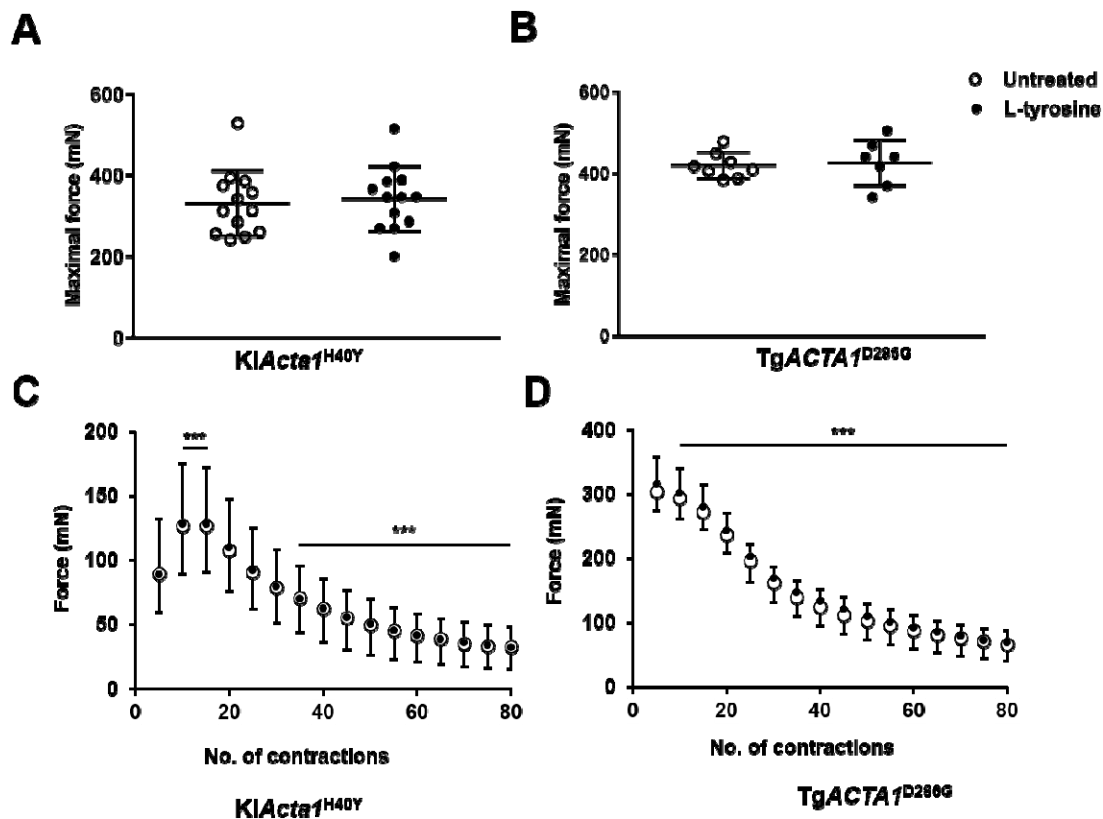 A
B
Untreated
L-tyrosine
Maximal force (mN)
600
400
200
0
KIActa1H40Y
Maximal force (mN)
600
400
200
0
TgACTA1D286G
C
D
Force (mN)
200
150
100
50
0
***
***
0 20 40 60 80
No. of contractions
KIActa1H40Y
Force (mN)
400
300
200
100
0
***
0 20 40 60 80
No. of contractions
TgACTA1D286G